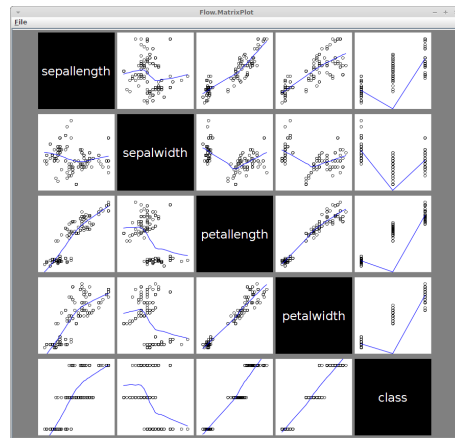 Flow.MatrixPlot
File
sepallength
sepalwidth
petallength
petalwidth
class